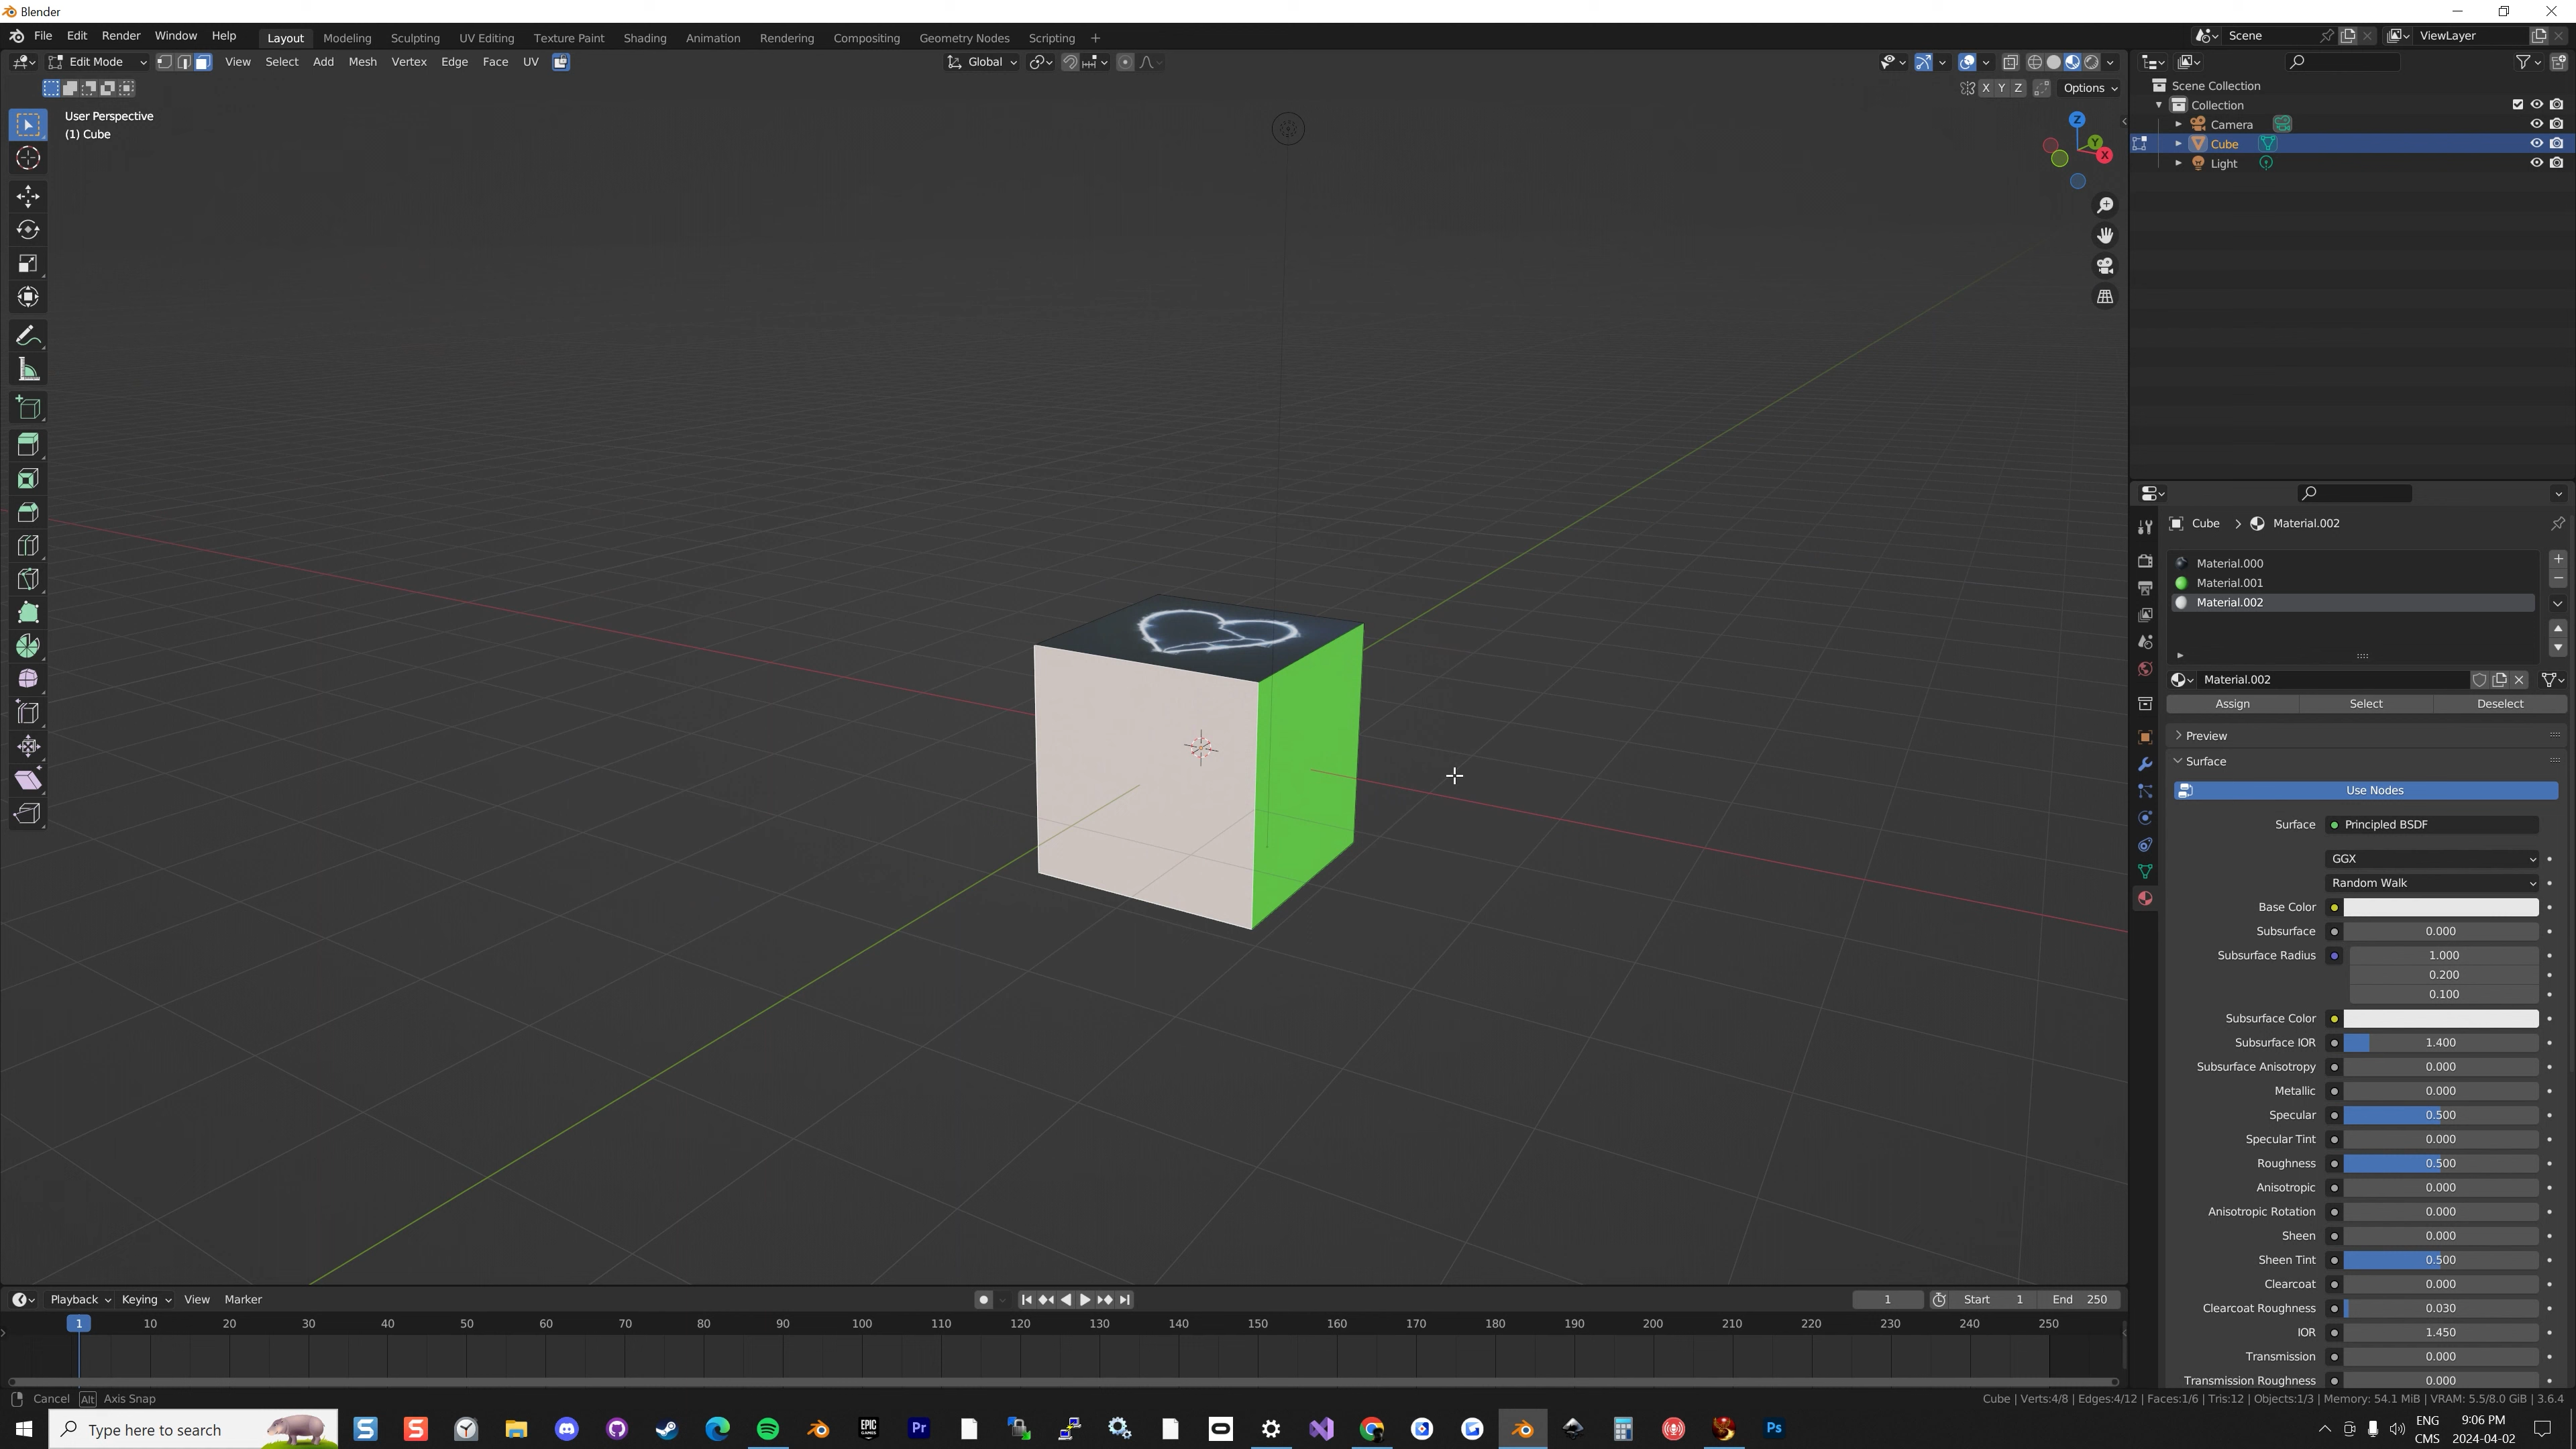 Blender
File Edit Render Window Help Layout Modeling Sculpting UV Editing Texture Paint Shading Animation Rendering Compositing Geometry Nodes Scripting + Scene ViewLayer
Edit Mode View Select Add Mesh Vertex Edge Face UV Global
X Y Z Options
User Perspective
(1) Cube
Z
Y
X
Scene Collection
Collection
Camera
Cube
Light
Cube > Material.002
Material.000
Material.001
Material.002
Material.002
Assign Select Deselect
Preview
Surface
Use Nodes
Surface Principled BSDF
GGX
Random Walk
Base Color
Subsurface 0.000
Subsurface Radius 1.000
0.200
0.100
Subsurface Color
Subsurface IOR 1.400
Subsurface Anisotropy 0.000
Metallic 0.000
Specular 0.500
Specular Tint 0.000
Roughness 0.500
Anisotropic 0.000
Anisotropic Rotation 0.000
Sheen 0.000
Sheen Tint 0.500
Clearcoat 0.000
Clearcoat Roughness 0.030
IOR 1.450
Transmission 0.000
Transmission Roughness 0.000
Playback Keying View Marker 1 Start 1 End 250
1 10 20 30 40 50 60 70 80 90 100 110 120 130 140 150 160 170 180 190 200 210 220 230 240 250
Cancel Alt Axis Snap Cube | Verts:4/8 | Edges:4/12 | Faces:1/6 | Tris:12 | Objects:1/3 | Memory: 54.1 MiB | VRAM: 5.5/8.0 GiB | 3.6.4
Type here to search S S EPIC GAMES Pr Ps ENG 9:06 PM
CMS 2024-04-02